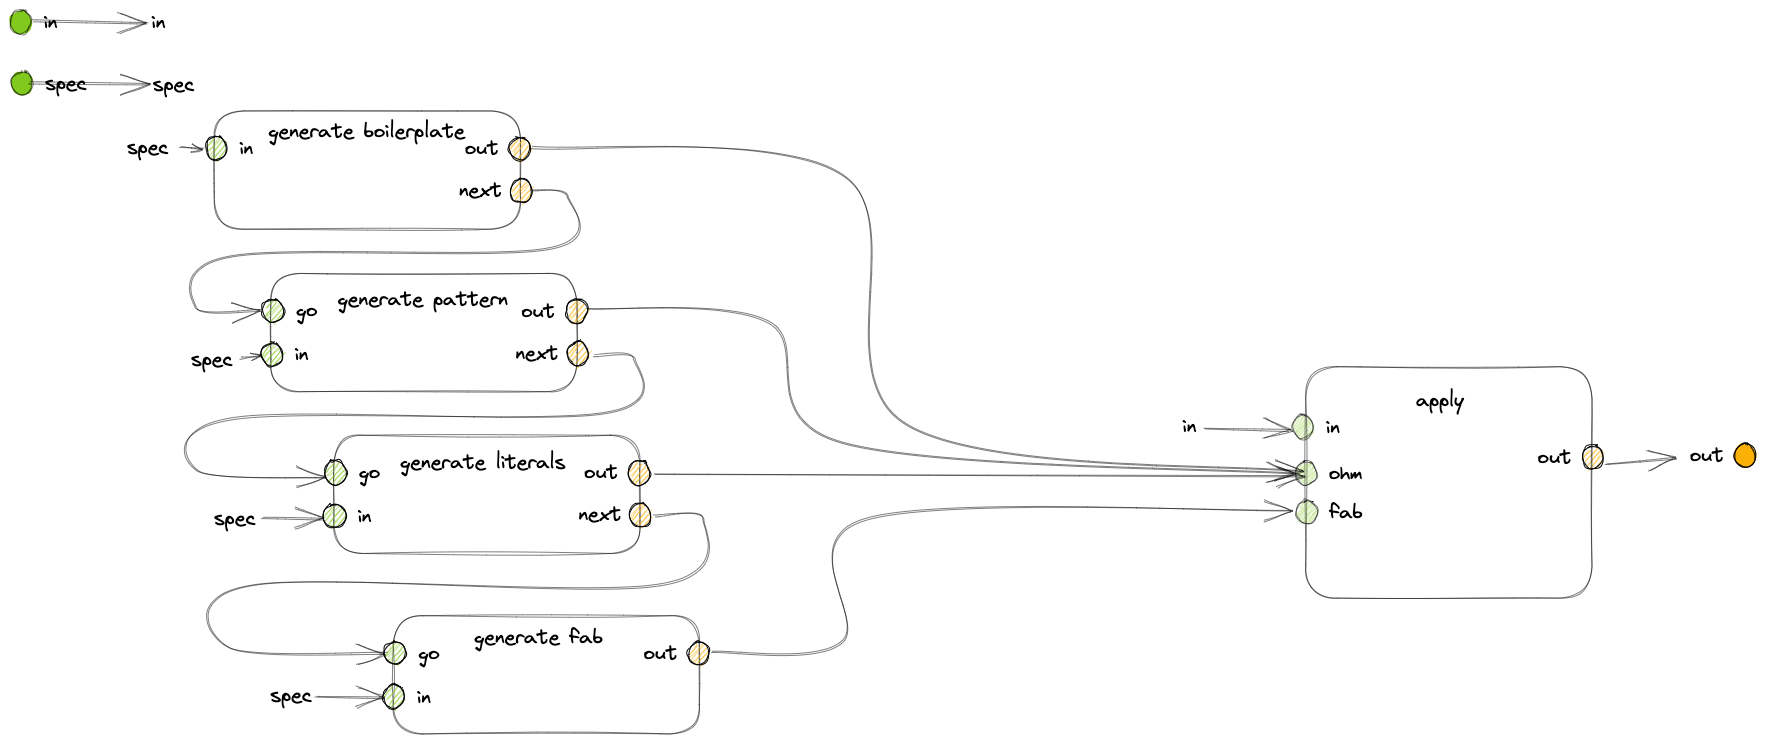 in in
spec spec
generate boilerplate
spec in out
next
generate pattern
go out
spec in next
apply
in in
generate literals
go out
out out
ohm
spec in next
fab
generate fab
go out
spec in